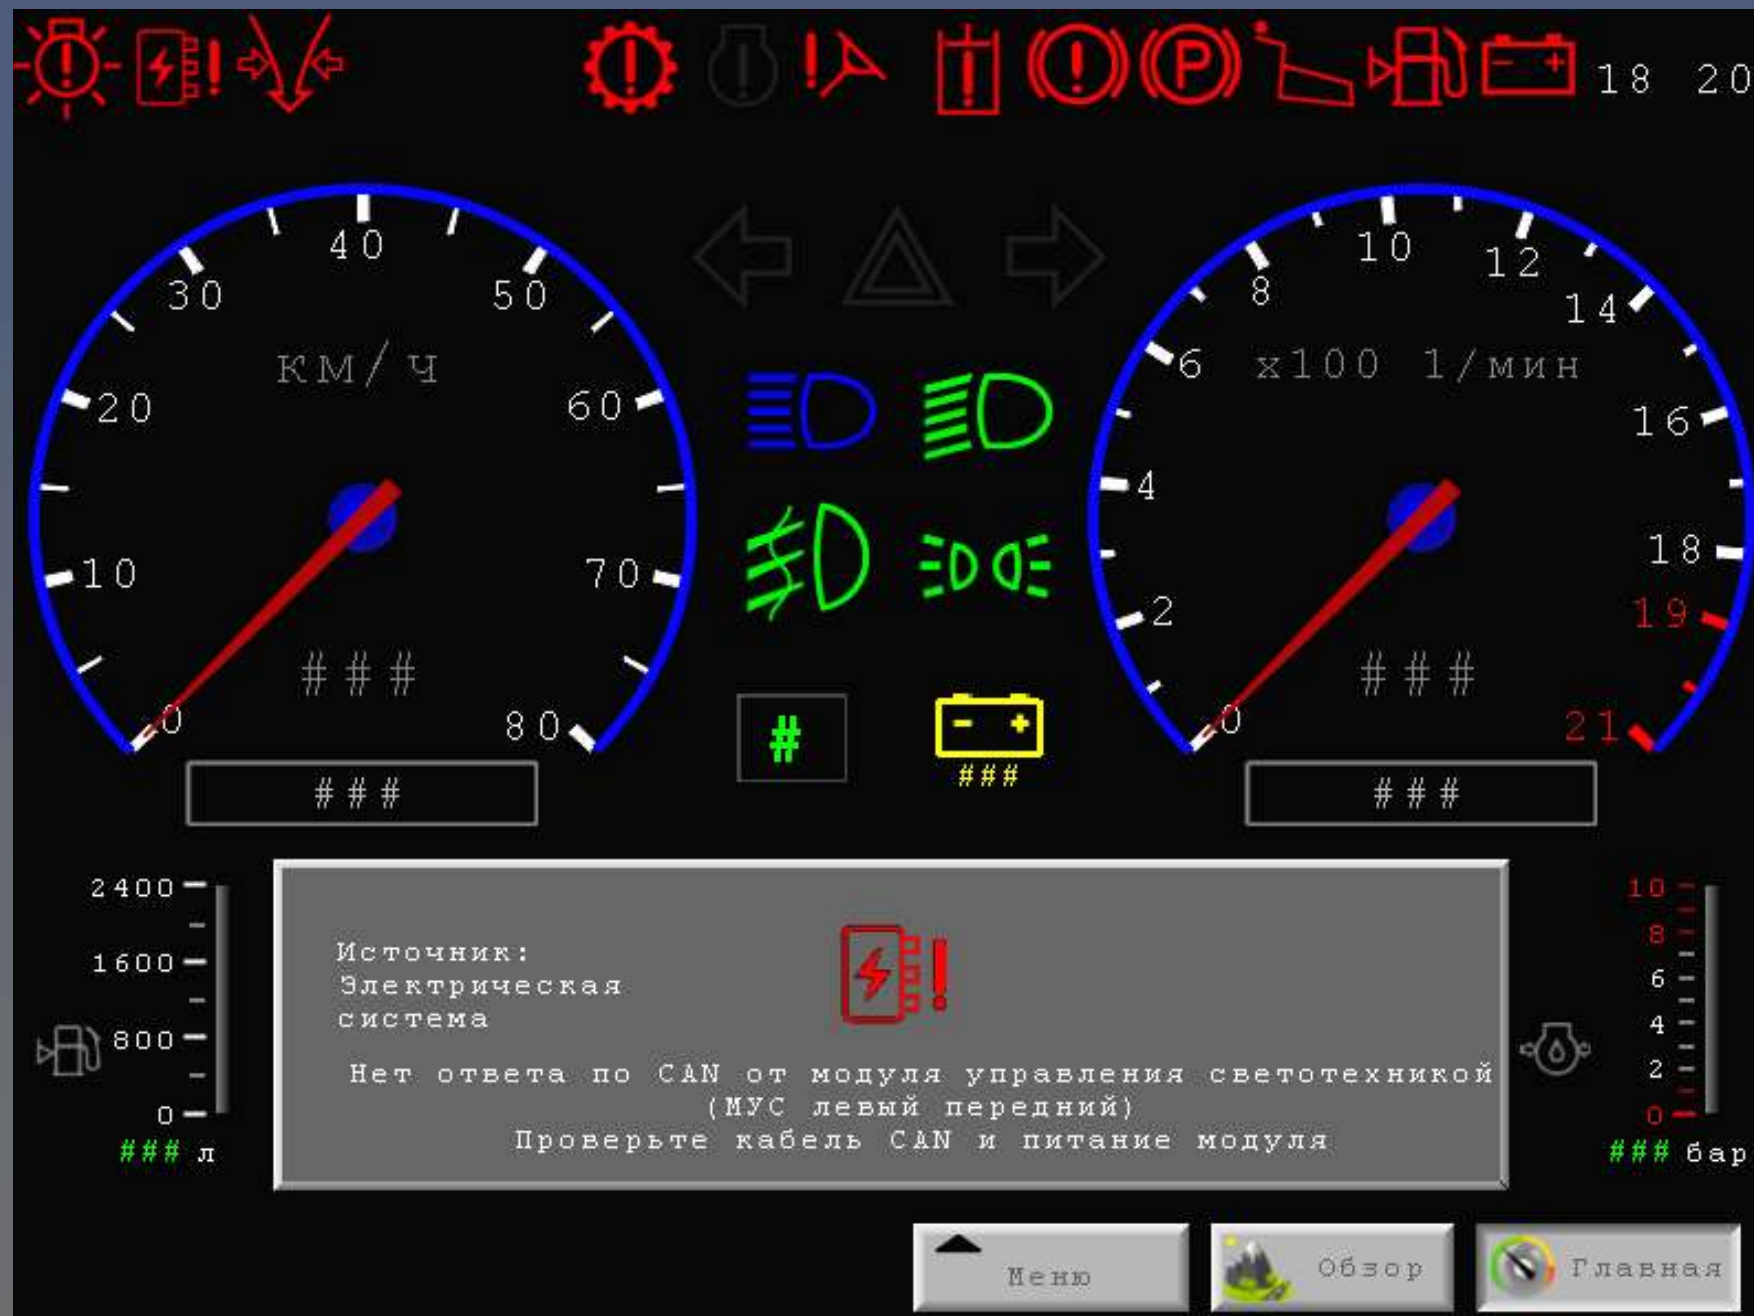 P
18 20
40
30
50
20
60
10
70
0
80
км/ч
###
###
10
12
8
14
6
16
4
18
2
19
0
21
x100 1/мин
###
###
#
###
2400
1600
800
0
### л
Источник:
Электрическая
система
Нет ответа по CAN от модуля управления светотехникой
(МУС левый передний)
Проверьте кабель CAN и питание модуля
10
8
6
4
2
0
### бар
Меню
Обзор
Главная